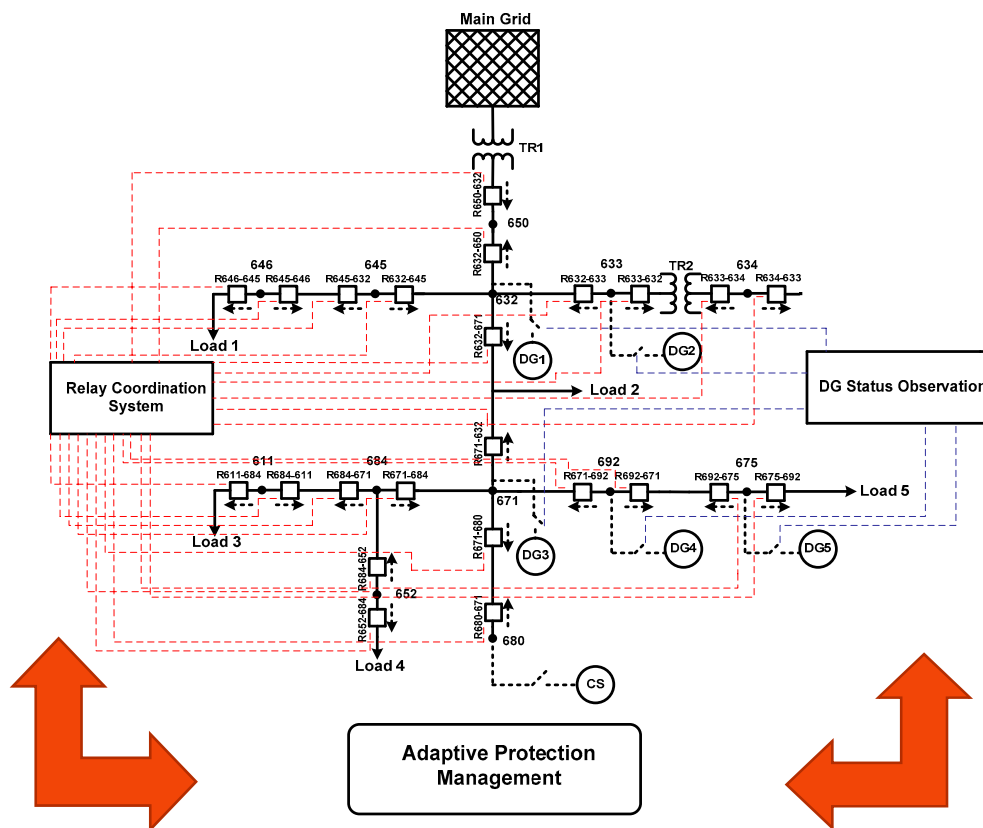 Main Grid
TR1
R650-632
650
R632-650
646
645
633
TR2
634
R646-645
R645-646
R645-632
R632-645
R632-633
R633-632
R633-634
R634-633
632
Load 1
R632-671
DG1
DG2
Relay Coordination
System
Load 2
DG Status Observation
R671-632
611
684
692
675
R611-684
R684-611
R684-671
R671-684
R671-692
R692-671
R692-675
R675-692
671
Load 5
Load 3
R671-680
DG3
DG4
DG5
R684-652
652
R652-684
R680-671
680
Load 4
CS
Adaptive Protection
Management